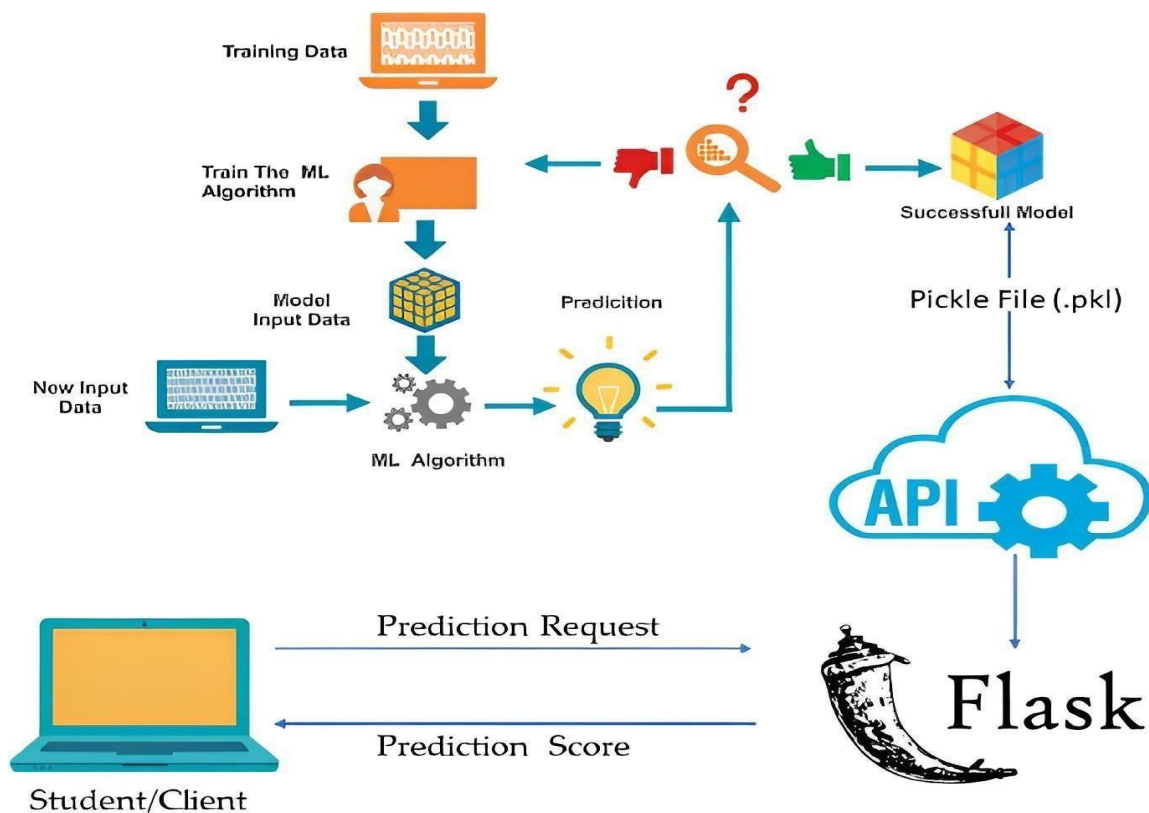 Training Data
?
Train The ML
Algorithm
Successfull Model
Model
Input Data
Pradicition
Pickle File (.pkl)
Now Input
Data
ML Algorithm
API
Prediction Request
Flask
Prediction Score
Student/Client